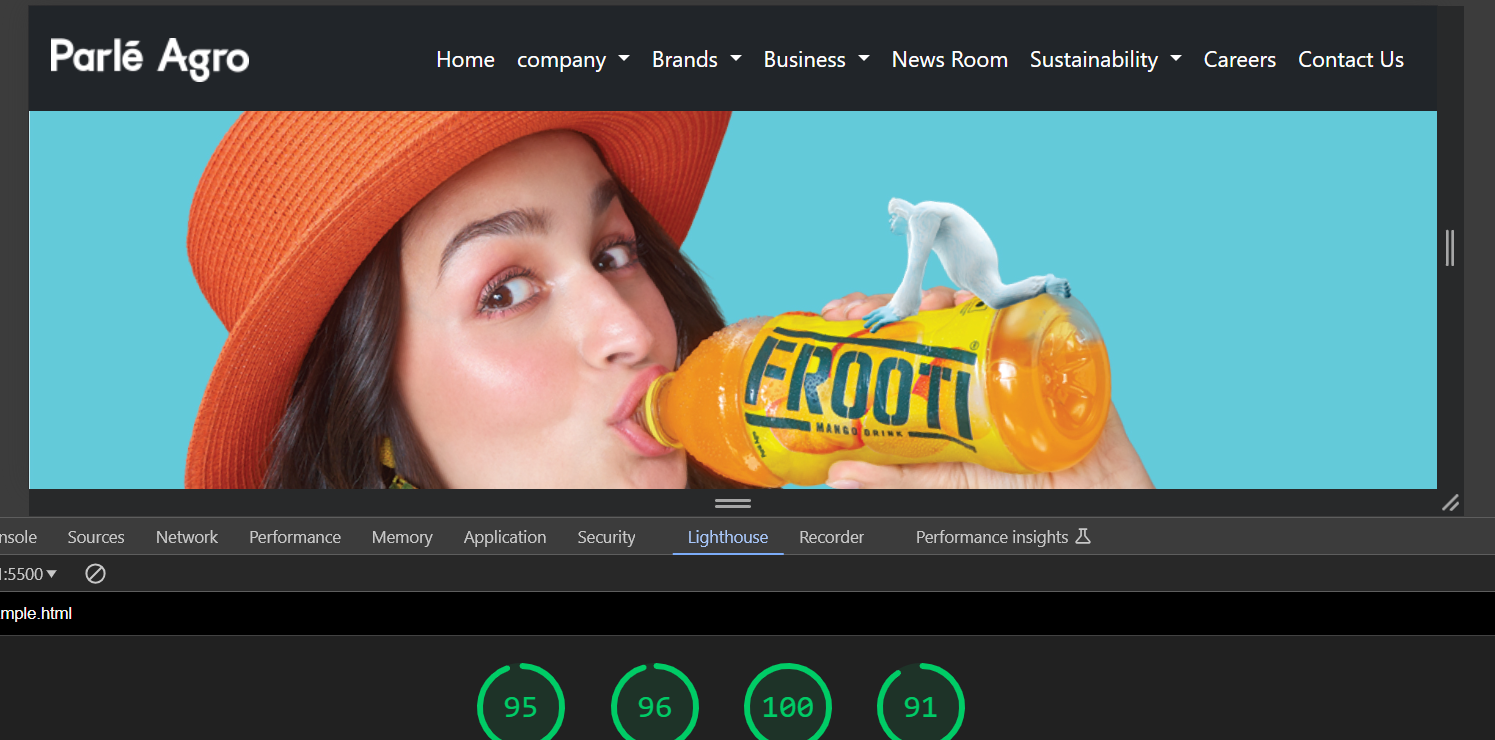 Parlé Agro
Home company Brands Business News Room Sustainability Careers Contact Us
FROOTI
MANGO DRINK
nsole Sources Network Performance Memory Application Security Lighthouse Recorder Performance insights
:5500
mple.html
95 96 100 91